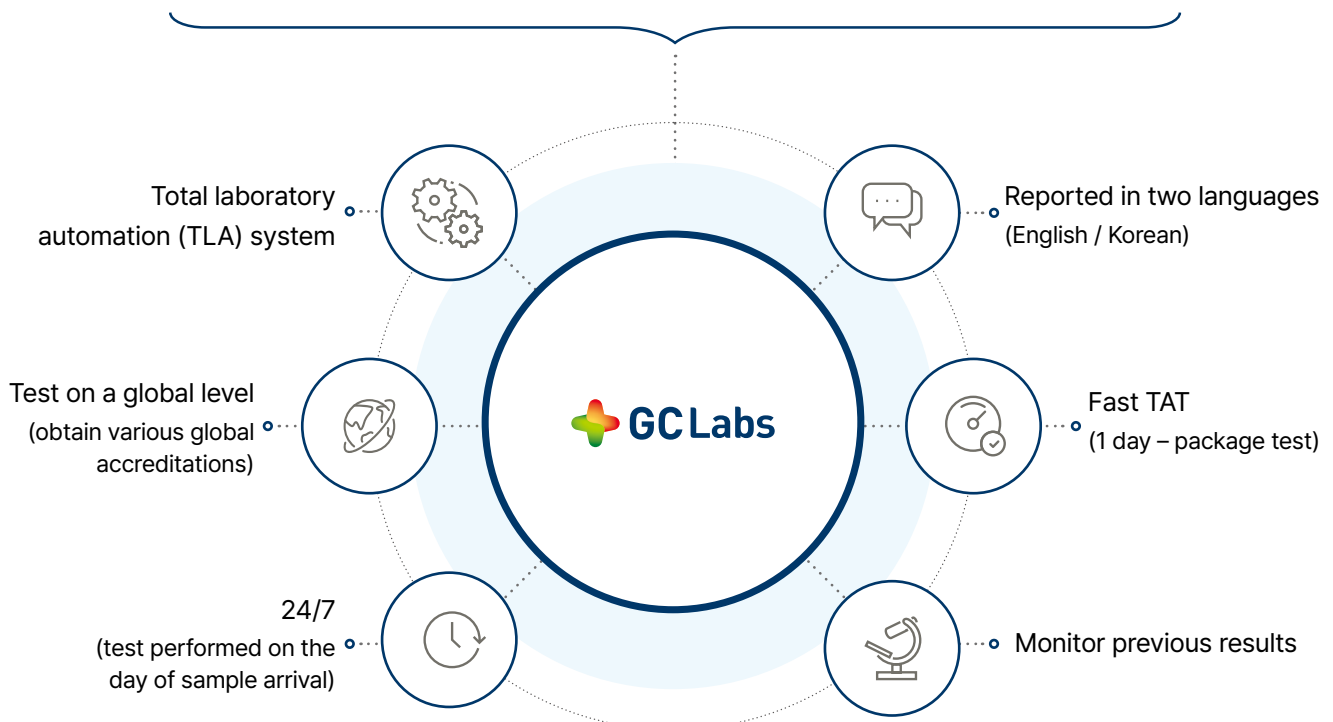 Total laboratory
automation (TLA) system
Reported in two languages
(English / Korean)
Test on a global level
(obtain various global
accreditations)
GC Labs
Fast TAT
(1 day – package test)
24/7
(test performed on the
day of sample arrival)
Monitor previous results